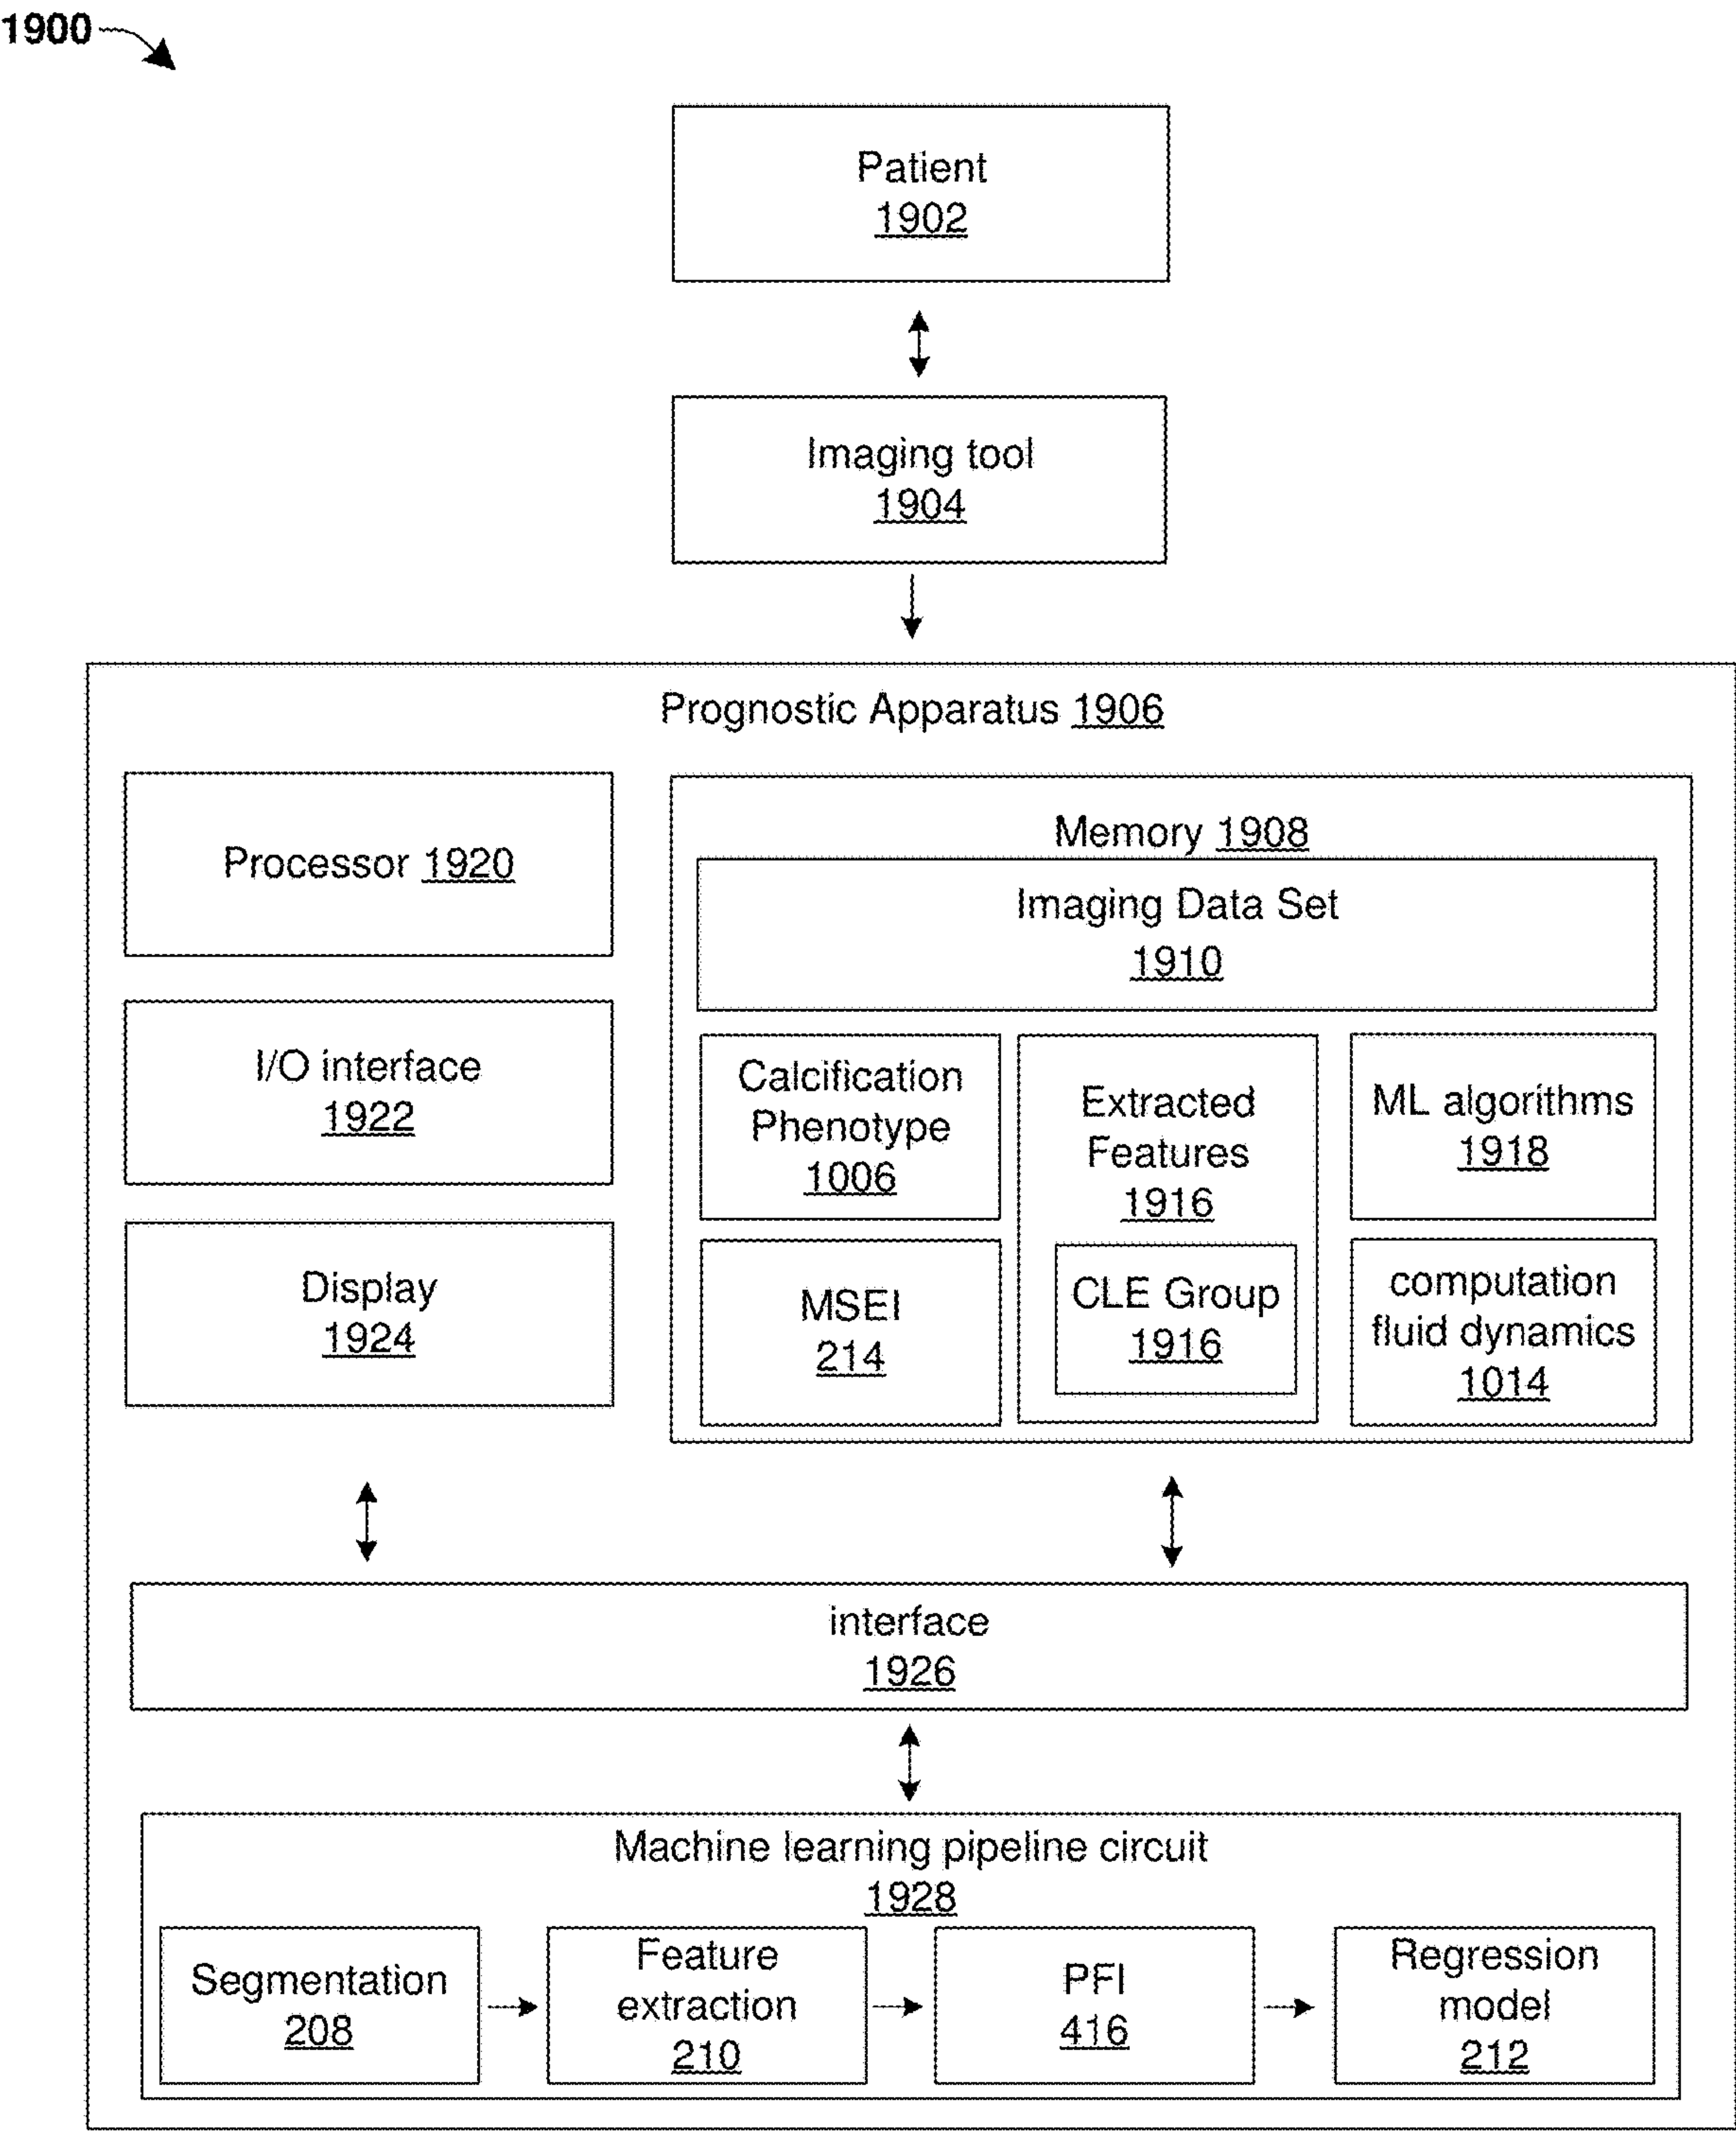 1900
Patient
1902
Imaging tool
1904
Prognostic Apparatus 1906
Processor 1920
I/O interface
1922
Display
1924
Memory 1908
Imaging Data Set
1910
Calcification
Phenotype
1006
MSEI
214
Extracted
Features
1916
CLE Group
1916
ML algorithms
1918
computation
fluid dynamics
1014
interface
1926
Machine learning pipeline circuit
1928
Segmentation
208
Feature
extraction
210
PFI
416
Regression
model
212